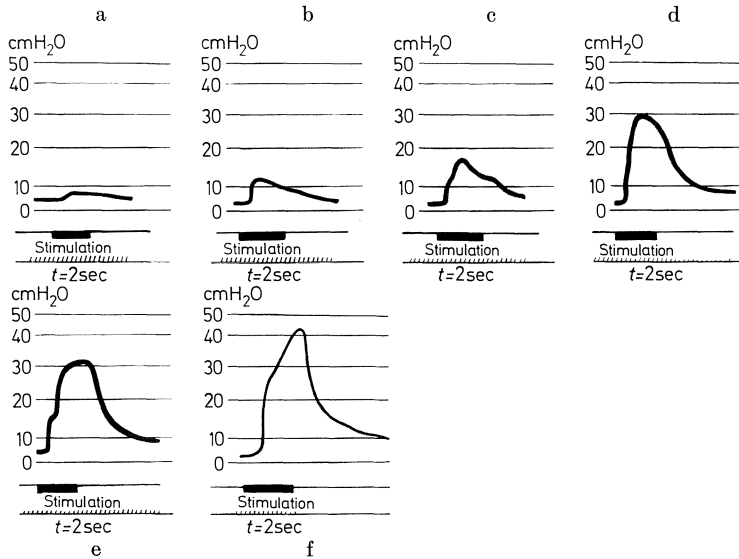 a b c d
cmH₂O cmH₂O cmH₂O cmH₂O
50 50 50 50
40 40 40 40
30 30 30 30
20 20 20 20
10 10 10 10
0 0 0 0
Stimulation Stimulation Stimulation Stimulation
t=2sec t=2sec t=2sec t=2sec
cmH₂O cmH₂O
50 50
40 40
30 30
20 20
10 10
0 0
Stimulation Stimulation
t=2sec t=2sec
e f